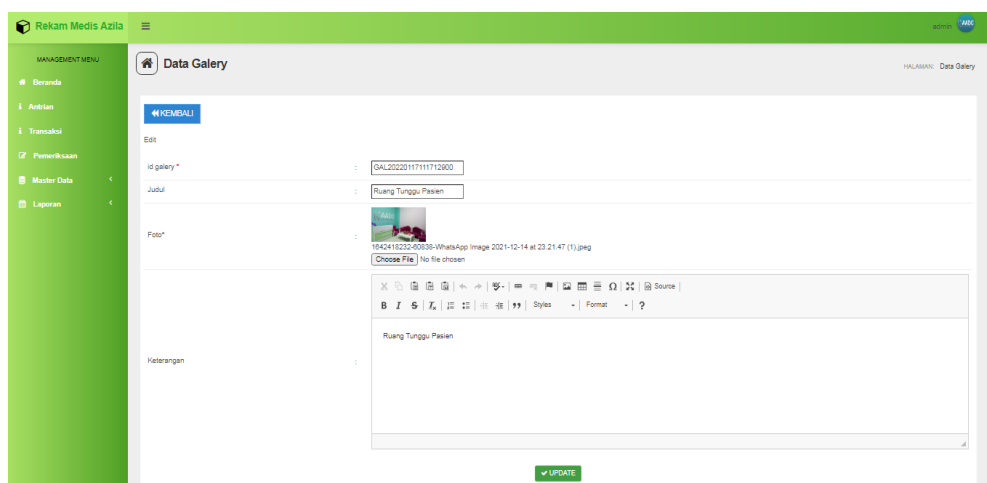 Rekam Medis Azila
admin
MANAGEMENT MENU
Beranda
Antrian
Transaksi
Pemeriksaan
Master Data
Laporan
Data Galery
HALAMAN: Data Galery
KEMBALI
Edit
id galery * : GAL20220117111712900
Judul : Ruang Tunggu Pasien
Foto* :
1642418232-60838-WhatsApp Image 2021-12-14 at 23.21.47 (1).jpeg
Choose File No file chosen
Keterangan :
Source
B I S Tx Styles Format ?
Ruang Tunggu Pasien
UPDATE